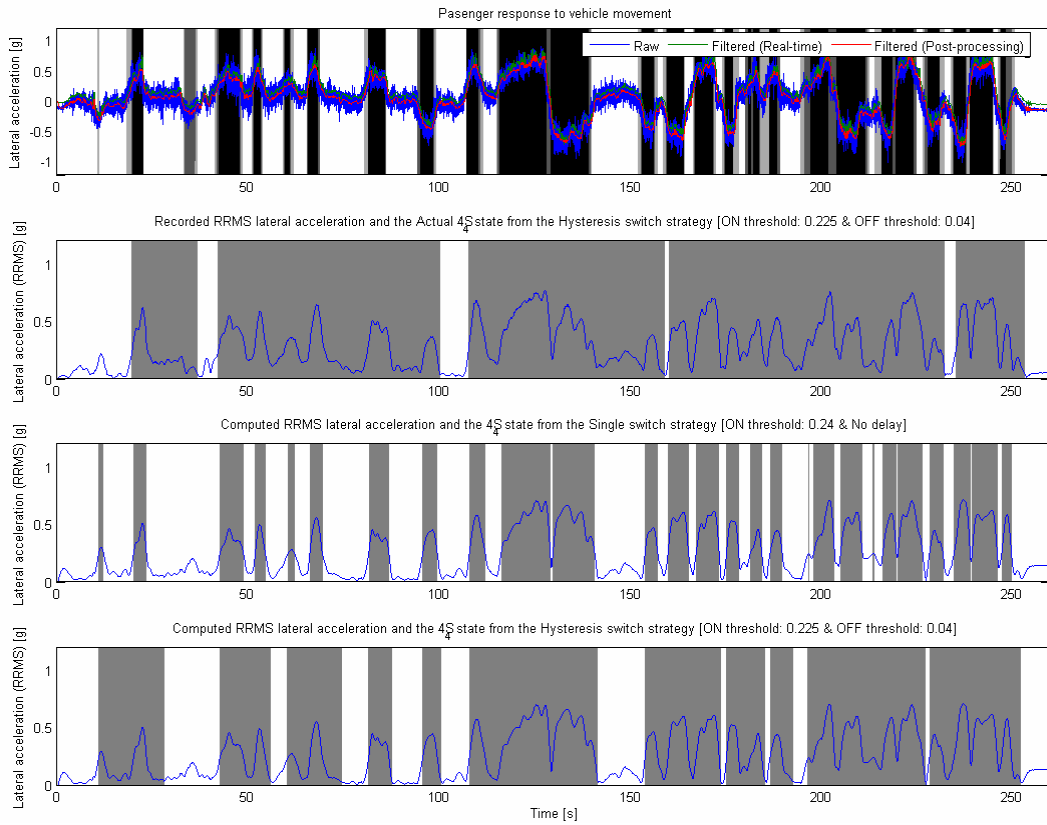 Pasenger response to vehicle movement
Raw Filtered (Real-time) Filtered (Post-processing)
Lateral acceleration [g]
1
0.5
0
-0.5
-1
0 50 100 150 200 250
Recorded RRMS lateral acceleration and the Actual 4S4 state from the Hysteresis switch strategy [ON threshold: 0.225 & OFF threshold: 0.04]
Lateral acceleration (RRMS) [g]
1
0.5
0
0 50 100 150 200 250
Computed RRMS lateral acceleration and the 4S4 state from the Single switch strategy [ON threshold: 0.24 & No delay]
Lateral acceleration (RRMS) [g]
1
0.5
0
0 50 100 150 200 250
Computed RRMS lateral acceleration and the 4S4 state from the Hysteresis switch strategy [ON threshold: 0.225 & OFF threshold: 0.04]
Lateral acceleration (RRMS) [g]
1
0.5
0
0 50 100 150 200 250
Time [s]